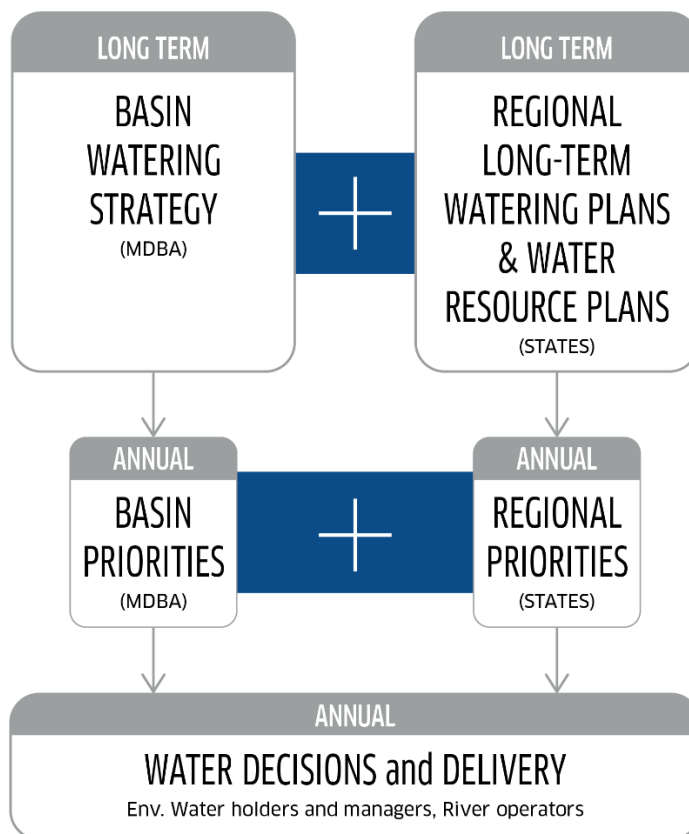 LONG TERM
BASIN
WATERING
STRATEGY
(MDBA)
LONG TERM
REGIONAL
LONG-TERM
WATERING PLANS
& WATER
RESOURCE PLANS
(STATES)
ANNUAL
BASIN
PRIORITIES
(MDBA)
ANNUAL
REGIONAL
PRIORITIES
(STATES)
ANNUAL
WATER DECISIONS and DELIVERY
Env. Water holders and managers, River operators